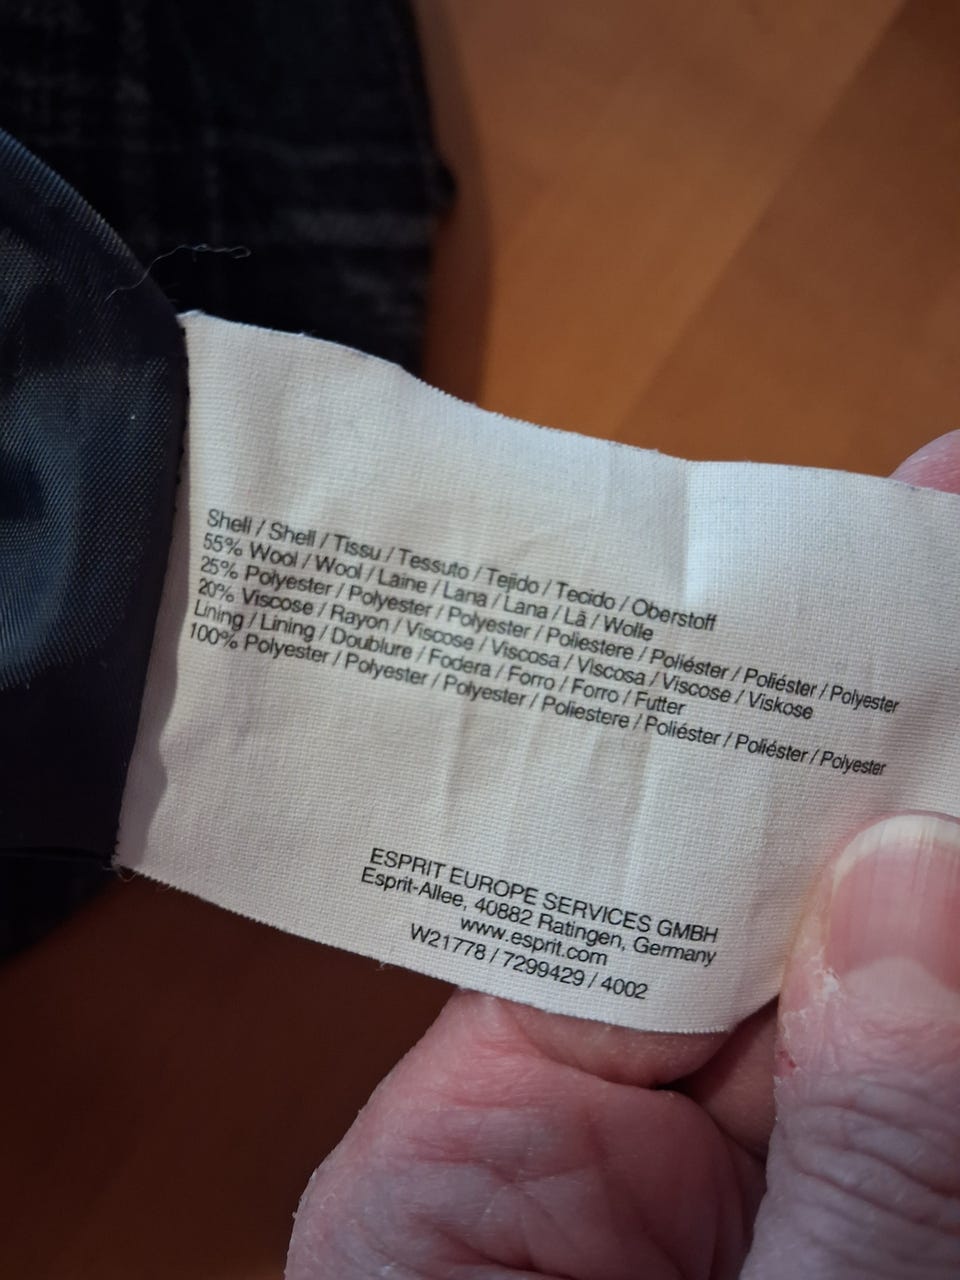 Shell / Shell / Tissu / Tessuto / Tejido / Tecido / Oberstoff
55% Wool / Wool / Laine / Lana / Lana / Lã / Wolle
25% Polyester / Polyester / Polyester / Poliestere / Poliéster / Poliéster / Polyester
20% Viscose / Rayon / Viscose / Viscosa / Viscosa / Viscose / Viskose
Lining / Lining / Doublure / Fodera / Forro / Forro / Futter
100% Polyester / Polyester / Polyester / Poliestere / Poliéster / Poliéster / Polyester
ESPRIT EUROPE SERVICES GMBH
Esprit-Allee, 40882 Ratingen, Germany
www.esprit.com
W21778 / 7299429 / 4002